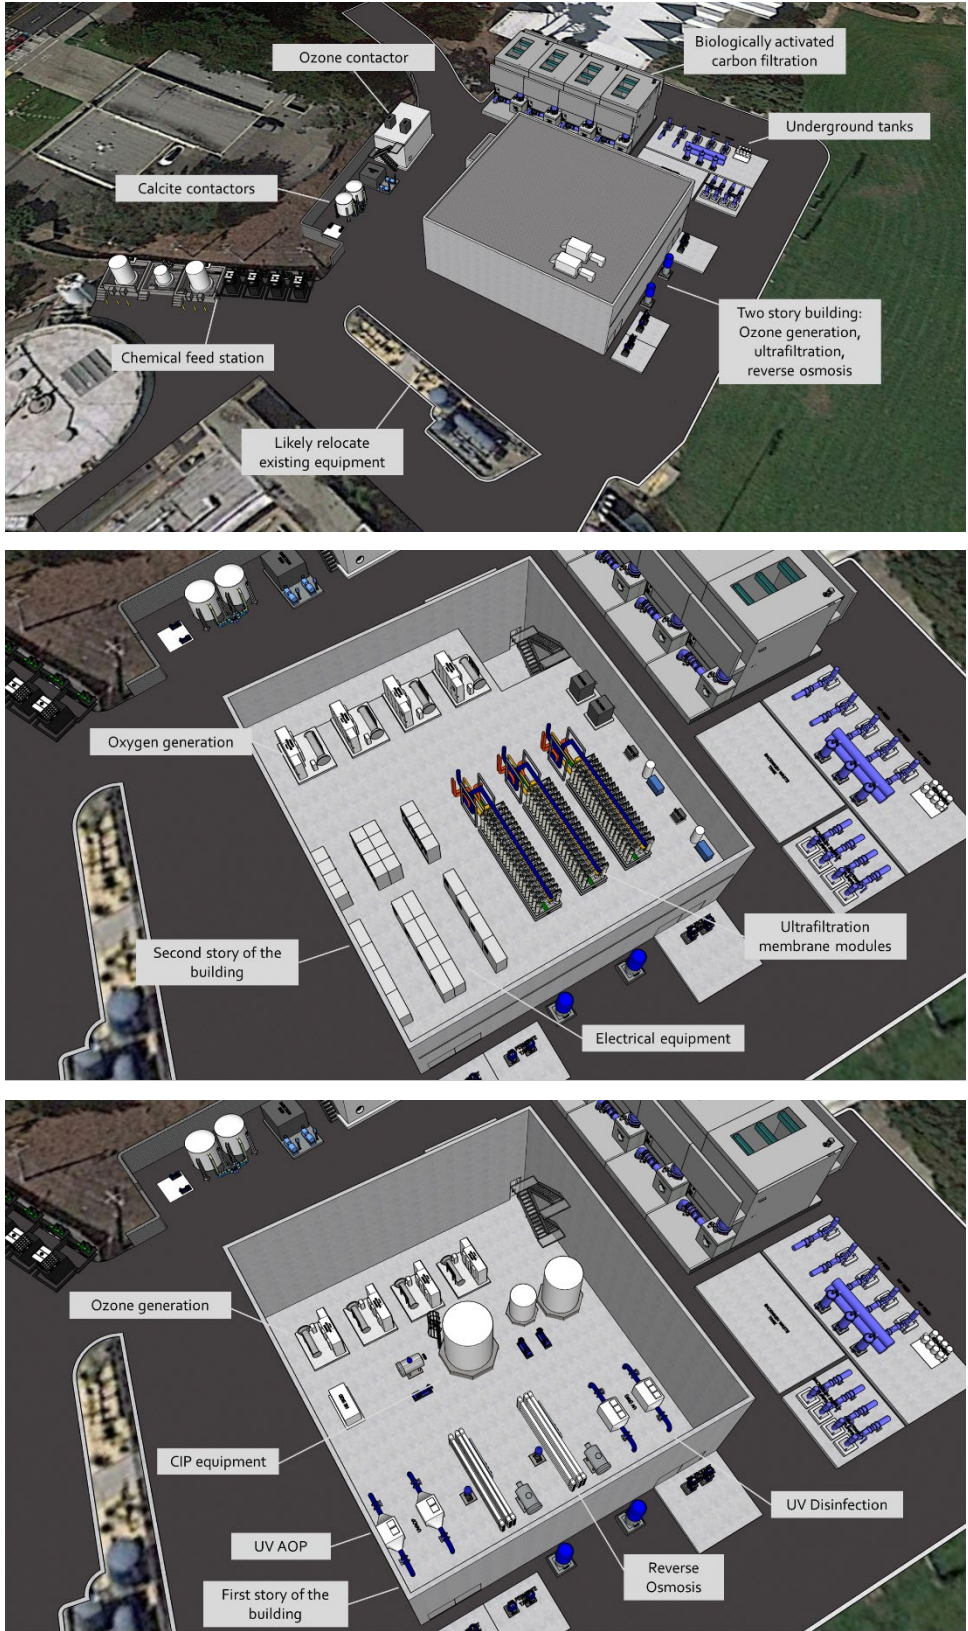 Ozone contactor
Biologically activated
carbon filtration
Underground tanks
Calcite contactors
Two story building:
Ozone generation,
ultrafiltration,
reverse osmosis
Chemical feed station
Likely relocate
existing equipment
Oxygen generation
Ultrafiltration
membrane modules
Second story of the
building
Electrical equipment
Ozone generation
CIP equipment
UV Disinfection
UV AOP
Reverse
Osmosis
First story of the
building